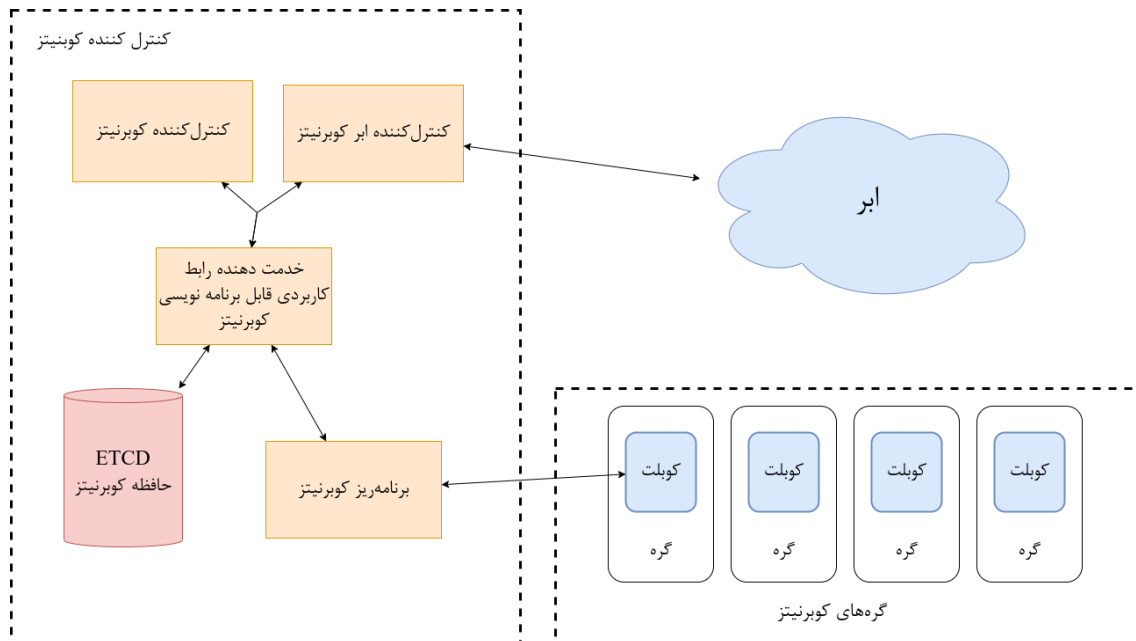 کنترل کننده کوبنیتز
کنترل‌کننده کوبرنیتز
کنترل‌کننده ابر کوبرنیتز
ابر
خدمت دهنده رابط
کاربردی قابل برنامه نویسی
کوبرنیتز
ETCD
حافظه کوبرنیتز
برنامه‌ریز کوبرنیتز
کوبلت
گره
کوبلت
گره
کوبلت
گره
کوبلت
گره
گره‌های کوبرنیتز